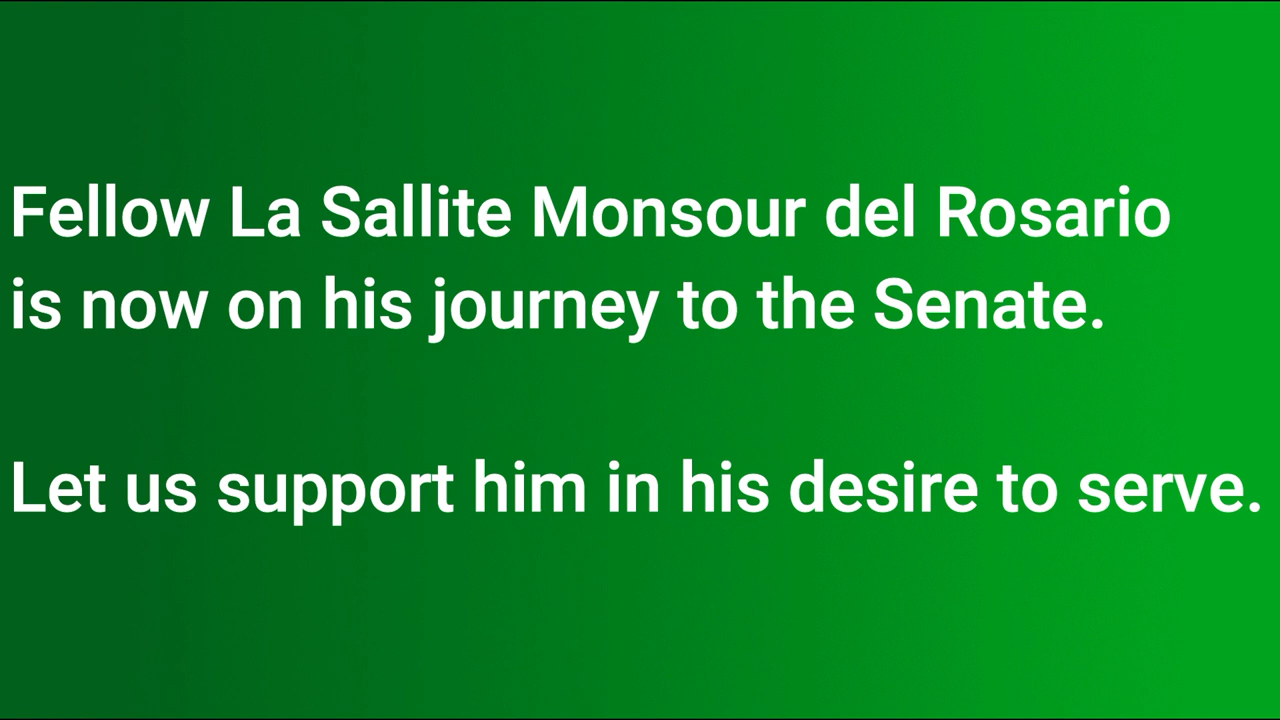 Fellow La Sallite Monsour del Rosario
is now on his journey to the Senate.
Let us support him in his desire to serve.